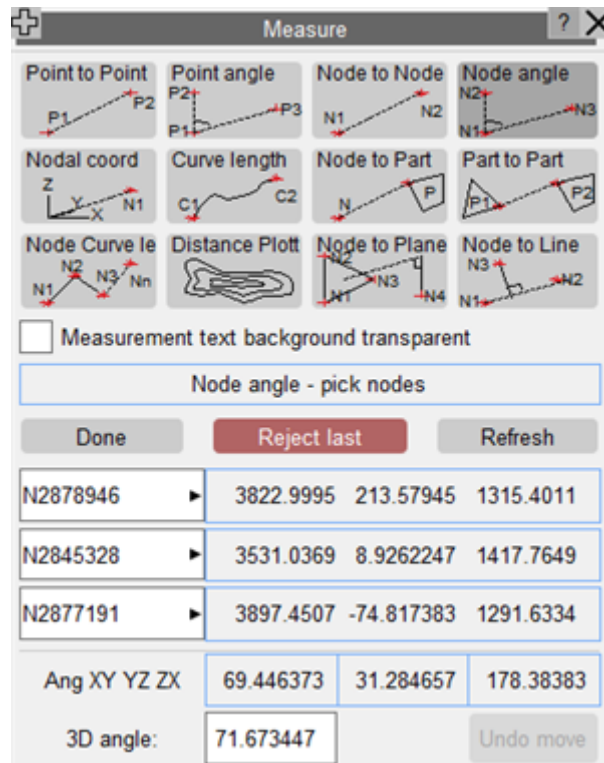 Measure ?
Point to Point Point angle Node to Node Node angle
P1 P2 P2 P1 P3 N1 N2 N2 N1 N3
Nodal coord Curve length Node to Part Part to Part
Z Y X N1 C1 C2 N P P1 P2
Node Curve le Distance Plott Node to Plane Node to Line
N1 N2 N3 Nn N2 N1 N3 N4 N3 N1 N2
Measurement text background transparent
Node angle - pick nodes
Done Reject last Refresh
N2878946 3822.9995 213.57945 1315.4011
N2845328 3531.0369 8.9262247 1417.7649
N2877191 3897.4507 -74.817383 1291.6334
Ang XY YZ ZX 69.446373 31.284657 178.38383
3D angle: 71.673447 Undo move